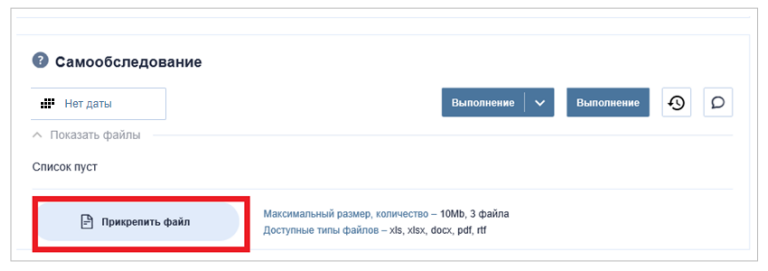 ? Самообследование
Нет даты
Выполнение
Выполнение
Показать файлы
Список пуст
Прикрепить файл
Максимальный размер, количество – 10Mb, 3 файла
Доступные типы файлов – xls, xlsx, docx, pdf, rtf